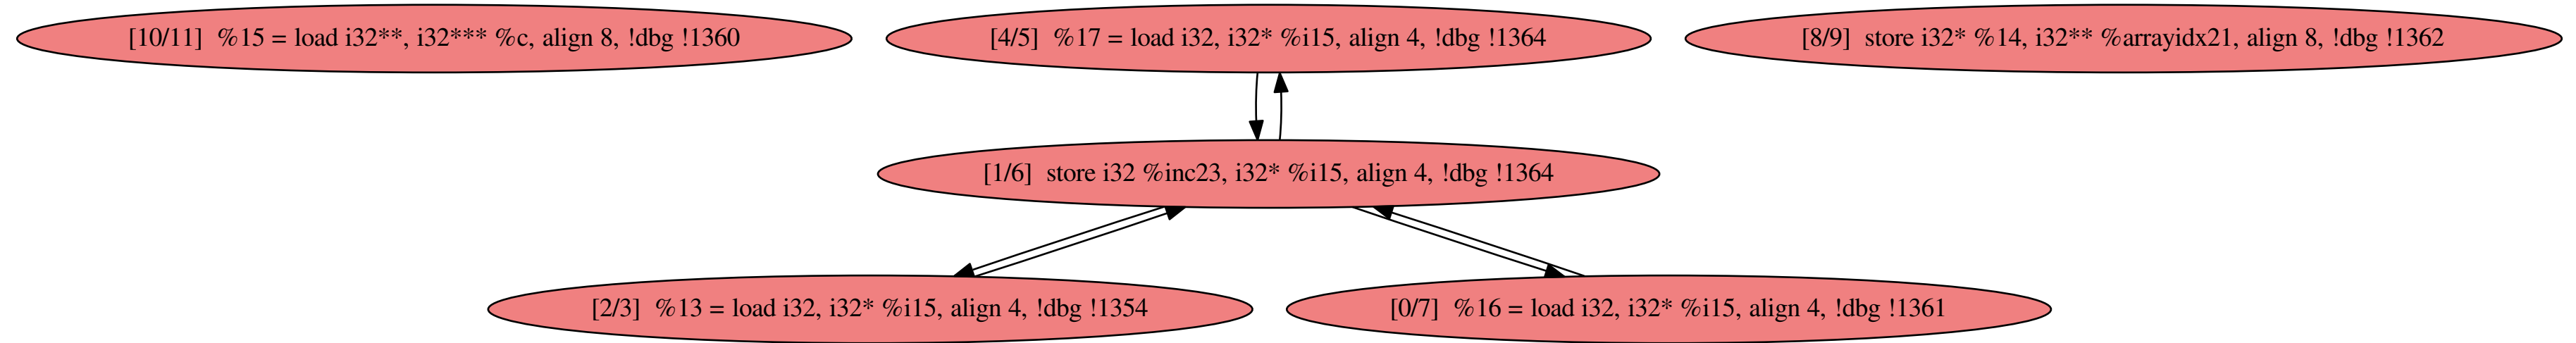 [10/11]  %15 = load i32**, i32*** %c, align 8, !dbg !1360
[4/5]  %17 = load i32, i32* %i15, align 4, !dbg !1364
[8/9]  store i32* %14, i32** %arrayidx21, align 8, !dbg !1362
[1/6]  store i32 %inc23, i32* %i15, align 4, !dbg !1364
[2/3]  %13 = load i32, i32* %i15, align 4, !dbg !1354
[0/7]  %16 = load i32, i32* %i15, align 4, !dbg !1361